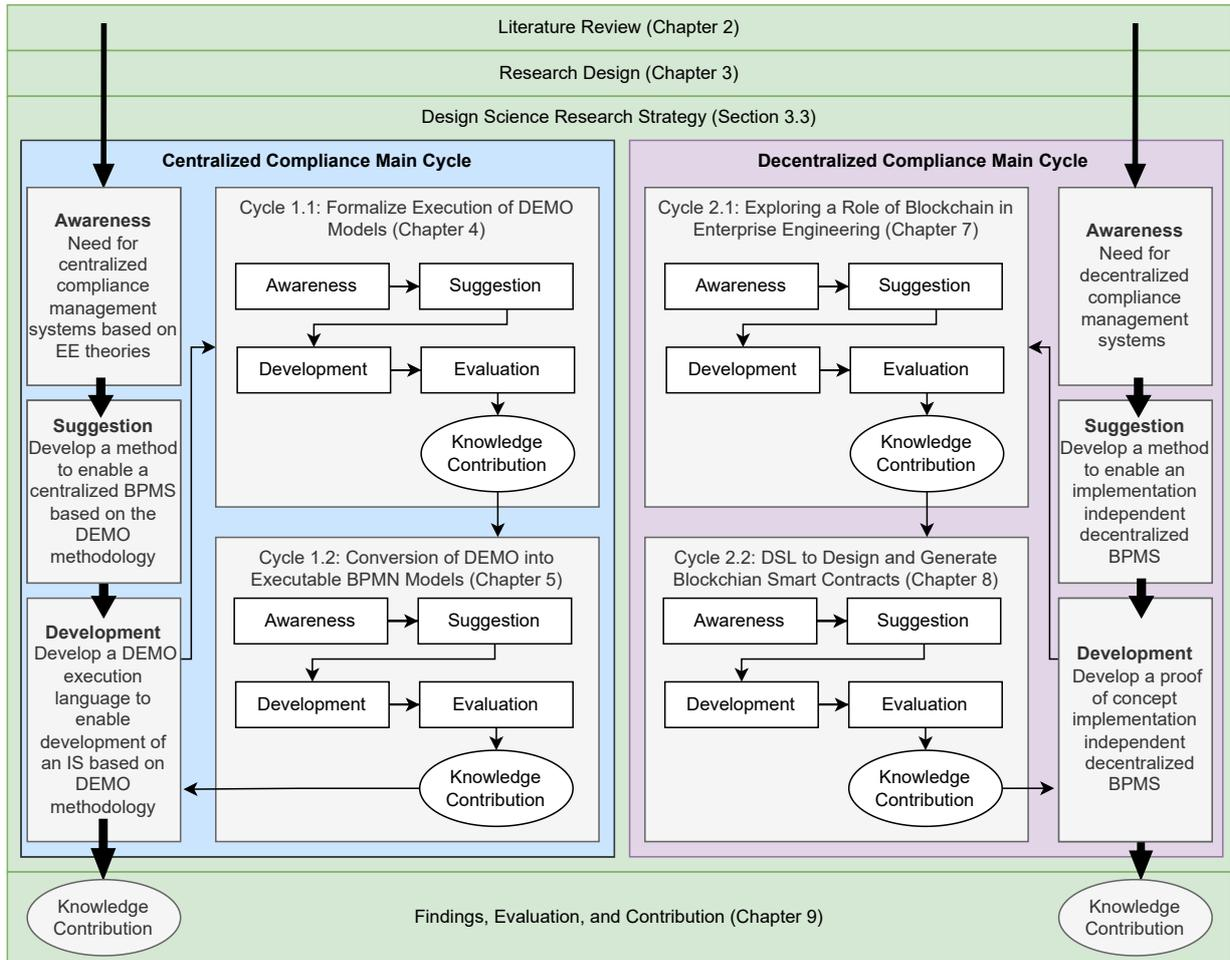 Literature Review (Chapter 2)
Research Design (Chapter 3)
Design Science Research Strategy (Section 3.3)
Centralized Compliance Main Cycle
Awareness
Need for
centralized
compliance
management
systems based on
EE theories
Suggestion
Develop a method
to enable a
centralized BPMS
based on the
DEMO
methodology
Development
Develop a DEMO
execution
language to
enable
development of
an IS based on
DEMO
methodology
Knowledge
Contribution
Cycle 1.1: Formalize Execution of DEMO
Models (Chapter 4)
Awareness
Suggestion
Development
Evaluation
Knowledge
Contribution
Cycle 1.2: Conversion of DEMO into
Executable BPMN Models (Chapter 5)
Awareness
Suggestion
Development
Evaluation
Knowledge
Contribution
Decentralized Compliance Main Cycle
Cycle 2.1: Exploring a Role of Blockchain in
Enterprise Engineering (Chapter 7)
Awareness
Suggestion
Development
Evaluation
Knowledge
Contribution
Cycle 2.2: DSL to Design and Generate
Blockchian Smart Contracts (Chapter 8)
Awareness
Suggestion
Development
Evaluation
Knowledge
Contribution
Awareness
Need for
decentralized
compliance
management
systems
Suggestion
Develop a method
to enable an
implementation
independent
decentralized
BPMS
Development
Develop a proof
of concept
implementation
independent
decentralized
BPMS
Knowledge
Contribution
Findings, Evaluation, and Contribution (Chapter 9)